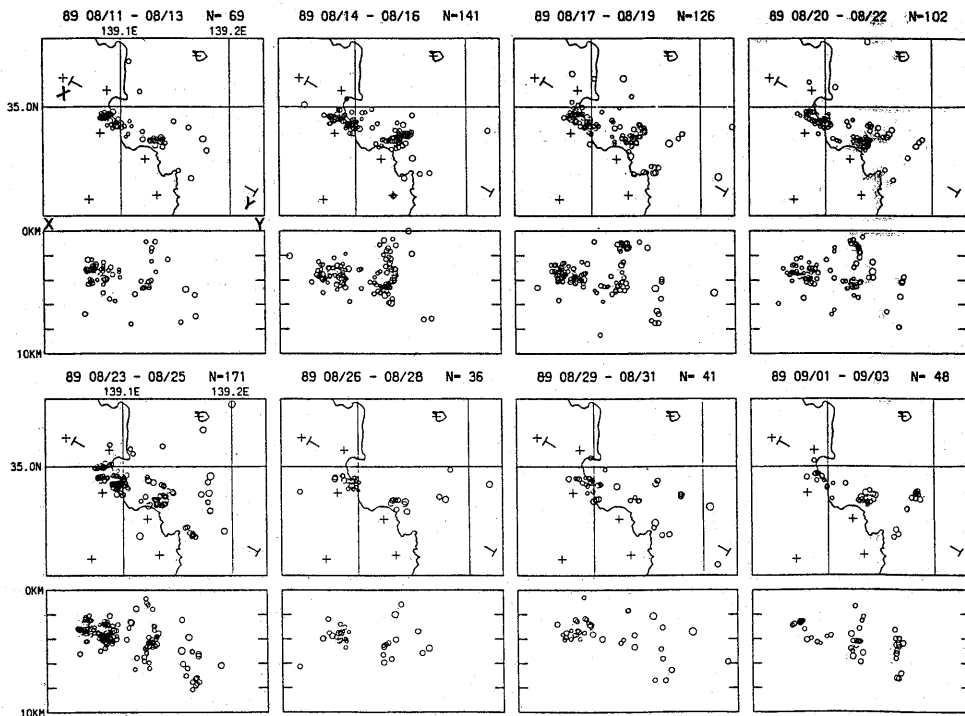 89 08/11 - 08/13 N= 69
89 08/14 - 08/16 N=141
89 08/17 - 08/19 N=126
89 08/20 - 08/22 N=102
139.1E 139.2E
35.0N
X
Y
X Y
0KM
10KM
89 08/23 - 08/25 N=171
89 08/26 - 08/28 N= 36
89 08/29 - 08/31 N= 41
89 09/01 - 09/03 N= 48
139.1E 139.2E
35.0N
0KM
10KM